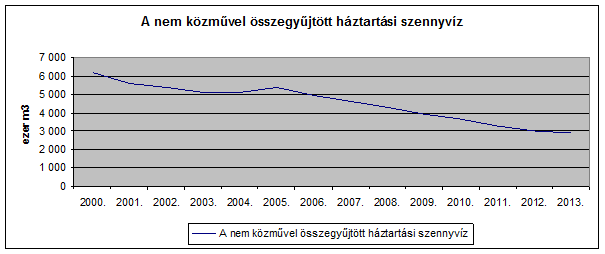 A nem közművel összegyűjtött háztartási szennyvíz
7 000
6 000
5 000
4 000
3 000
2 000
1 000
0
ezer m3
2000. 2001. 2002. 2003. 2004. 2005. 2006. 2007. 2008. 2009. 2010. 2011. 2012. 2013.
A nem közművel összegyűjtött háztartási szennyvíz